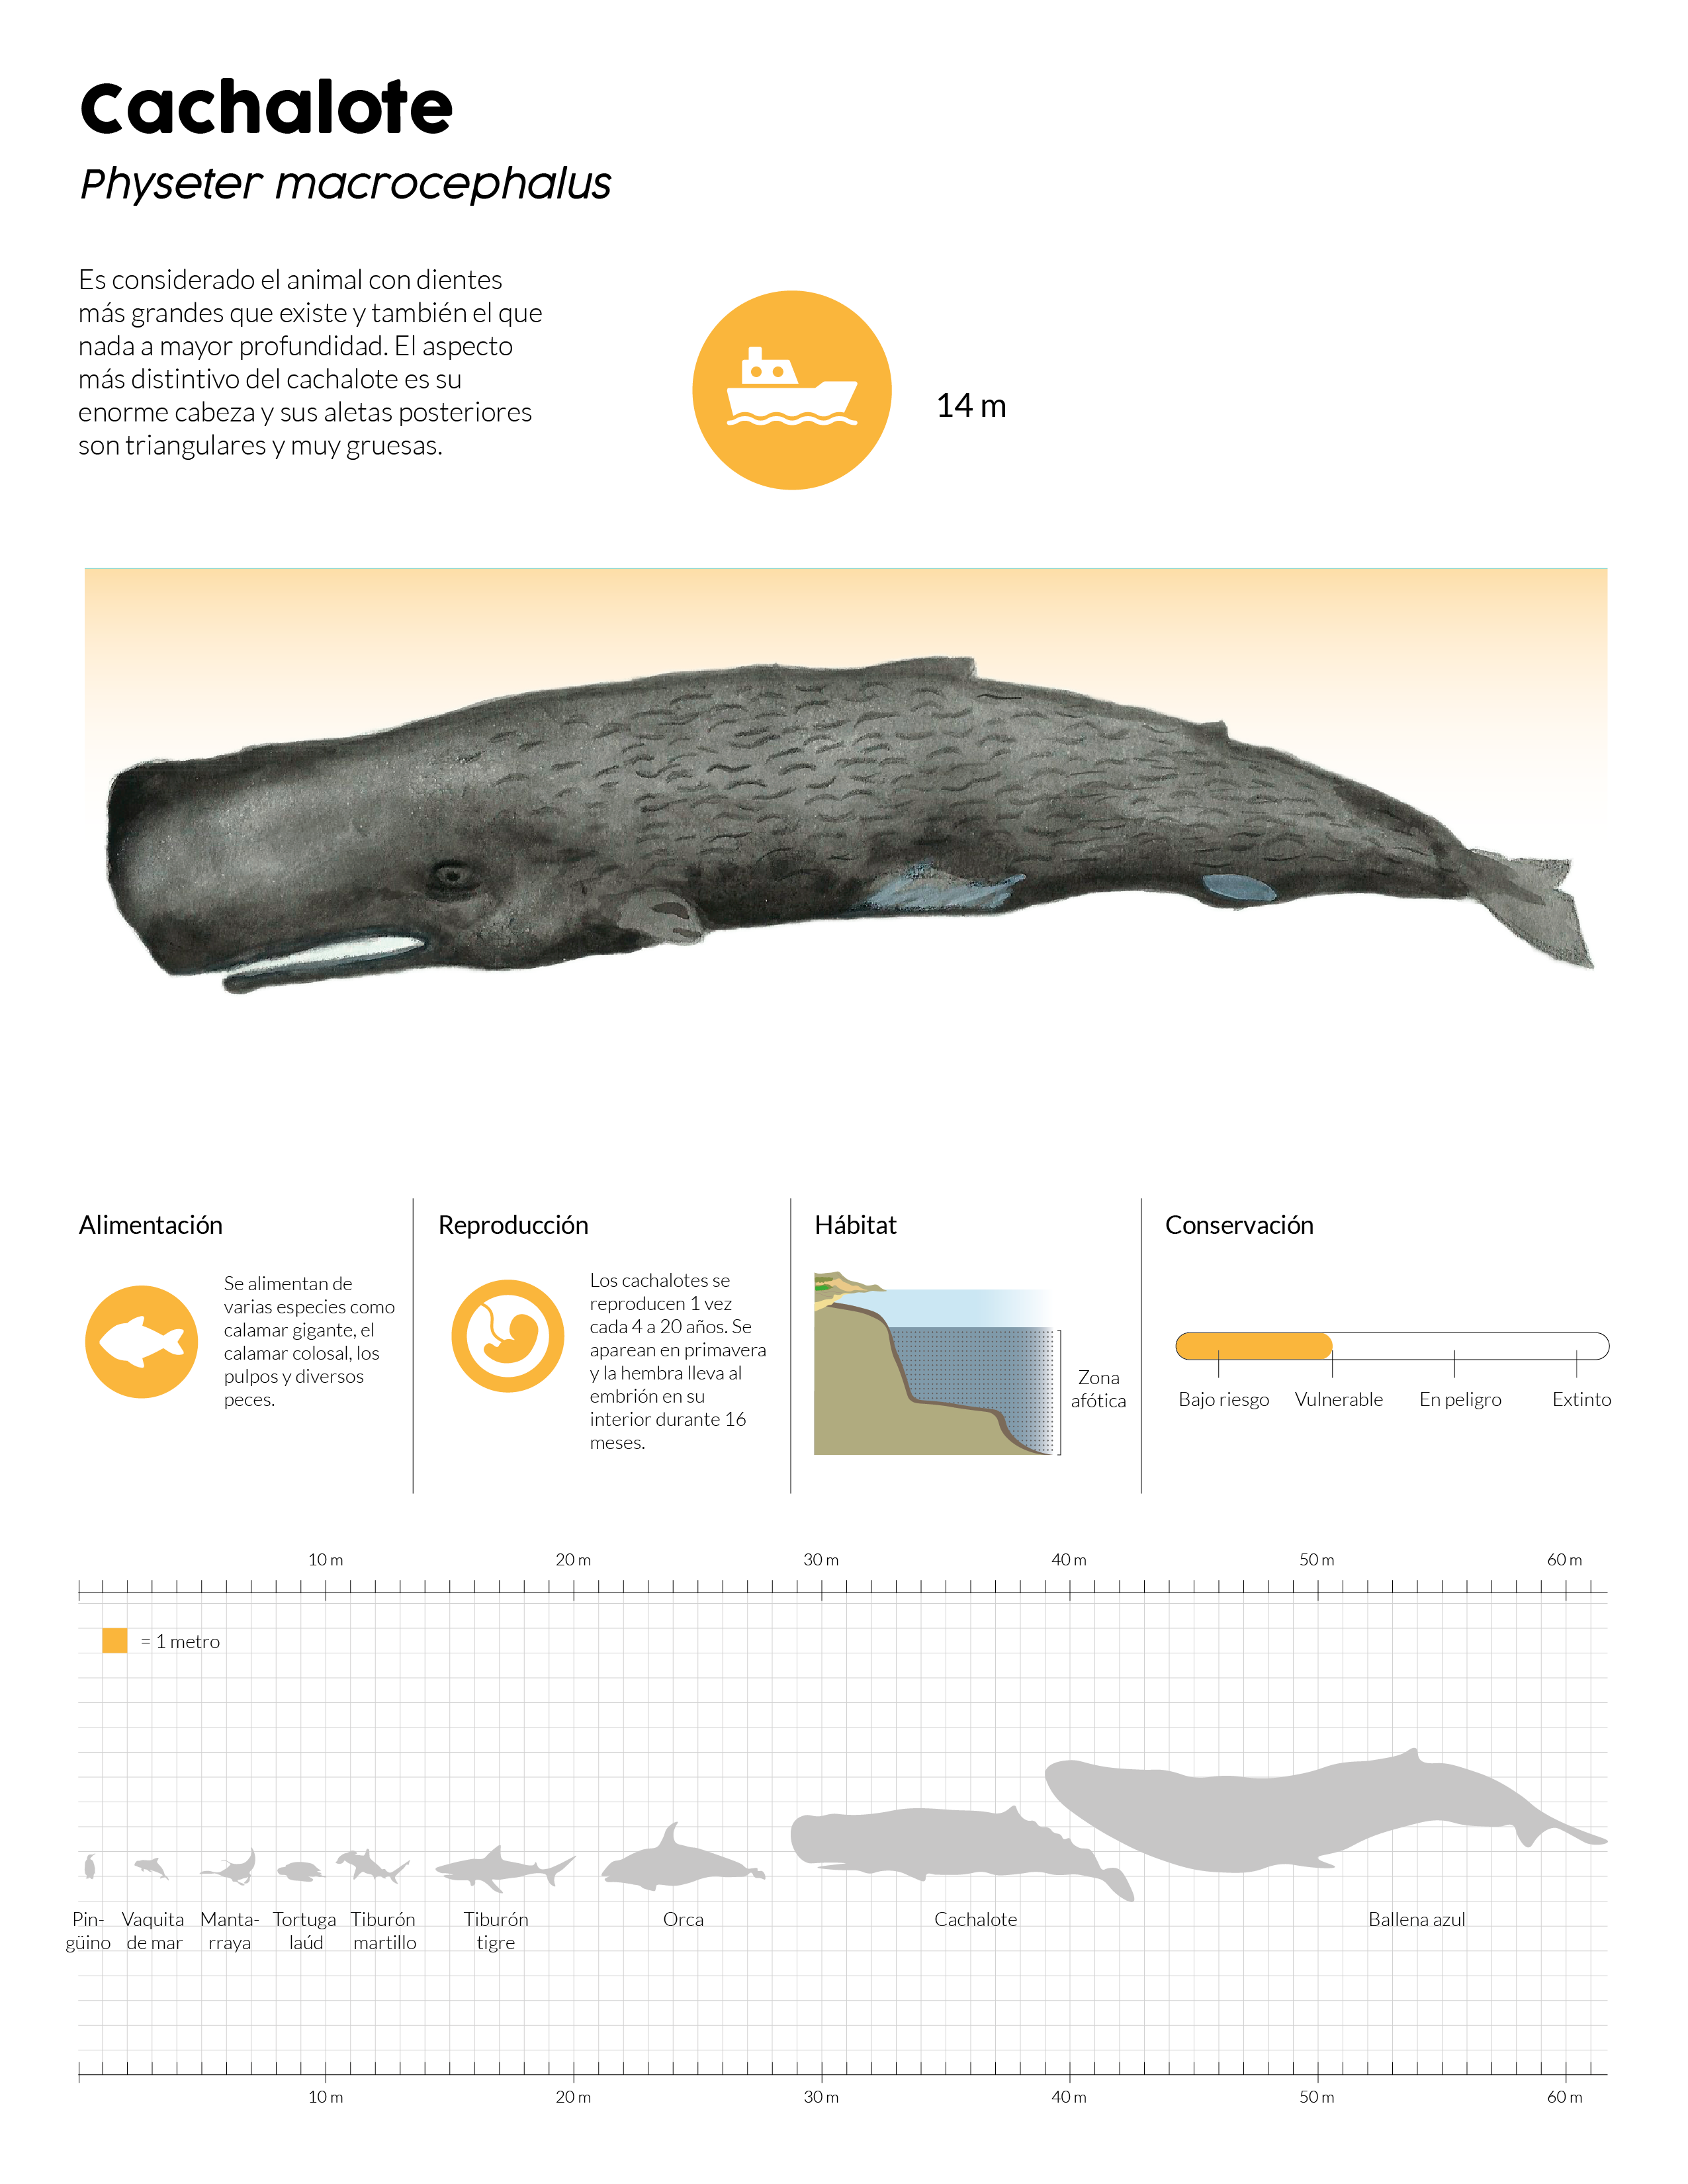 Cachalote
Physeter macrocephalus
Es considerado el animal con dientes
más grandes que existe y también el que
nada a mayor profundidad. El aspecto
más distintivo del cachalote es su
enorme cabeza y sus aletas posteriores
son triangulares y muy gruesas.
14 m
Alimentación
Se alimentan de
varias especies como
calamar gigante, el
calamar colosal, los
pulpos y diversos
peces.
Reproducción
Los cachalotes se
reproducen 1 vez
cada 4 a 20 años. Se
aparean en primavera
y la hembra lleva al
embrión en su
interior durante 16
meses.
Hábitat
Zona
afótica
Conservación
Bajo riesgo
Vulnerable
En peligro
Extinto
10 m 20 m 30 m 40 m 50 m 60 m
= 1 metro
Pin-
güino
Vaquita
de mar
Manta-
rraya
Tortuga
laúd
Tiburón
martillo
Tiburón
tigre
Orca
Cachalote
Ballena azul
10 m 20 m 30 m 40 m 50 m 60 m